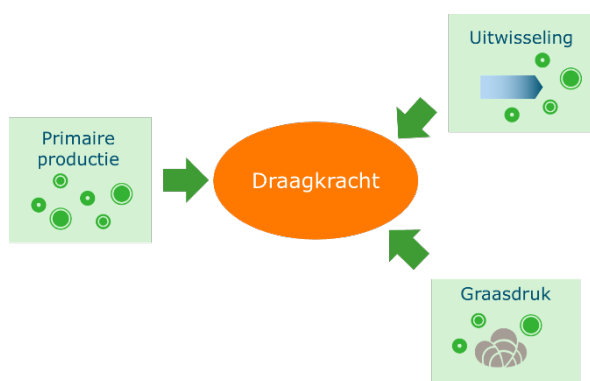 Uitwisseling
Primaire
productie
Draagkracht
Graasdruk